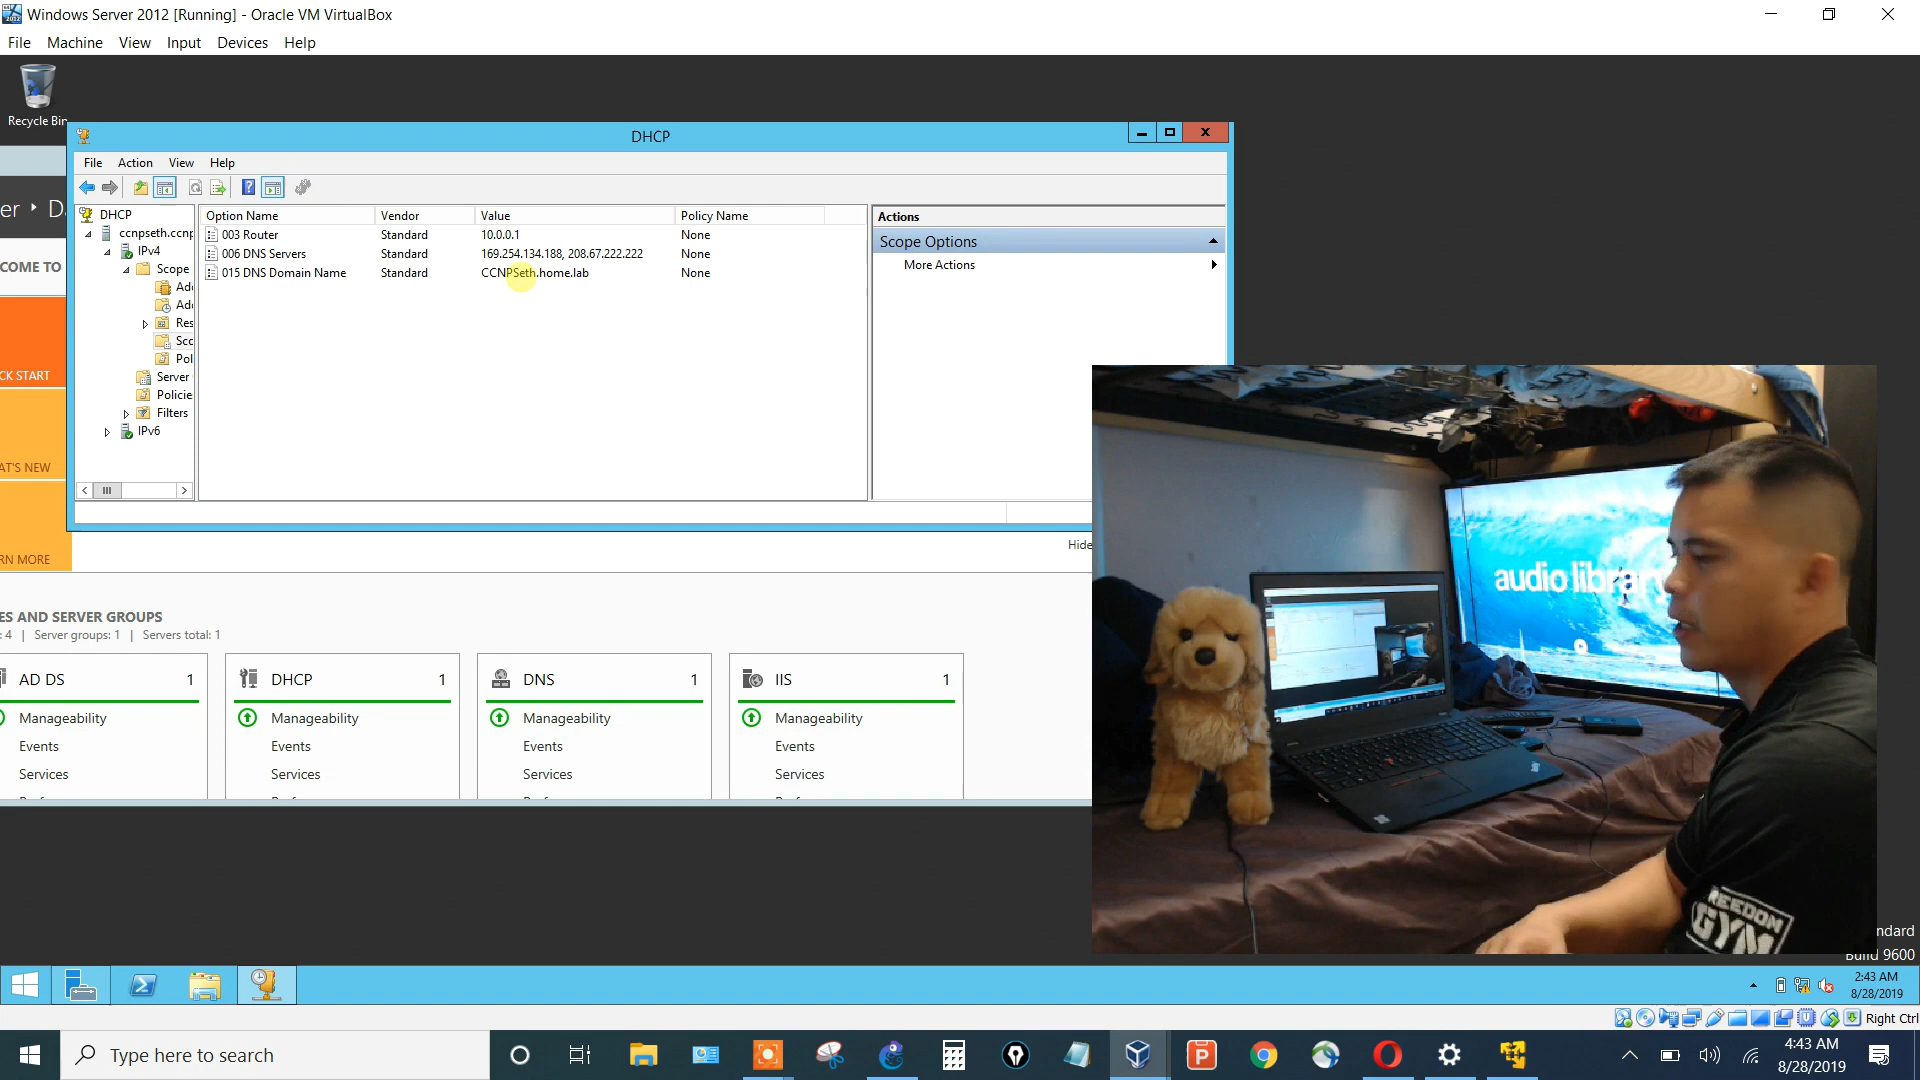 Windows Server 2012 [Running] - Oracle VM VirtualBox
File Machine View Input Devices Help
Recycle Bin
DHCP
File Action View Help
DHCP
ccnpseth.ccnp
IPv4
Scope
Ad
Ad
Res
Sco
Pol
Server
Policie
Filters
IPv6
Option Name Vendor Value Policy Name
003 Router Standard 10.0.0.1 None
006 DNS Servers Standard 169.254.134.188, 208.67.222.222 None
015 DNS Domain Name Standard CCNPSeth.home.lab None
Actions
Scope Options
More Actions
er
COME TO
CK START
AT'S NEW
RN MORE
Hide
ES AND SERVER GROUPS
: 4 | Server groups: 1 | Servers total: 1
AD DS 1
Manageability
Events
Services
DHCP 1
Manageability
Events
Services
DNS 1
Manageability
Events
Services
IIS 1
Manageability
Events
Services
audio library
FREEDOM
GYM
ndard
Build 9600
2:43 AM
8/28/2019
Right Ctrl
Type here to search
4:43 AM
8/28/2019